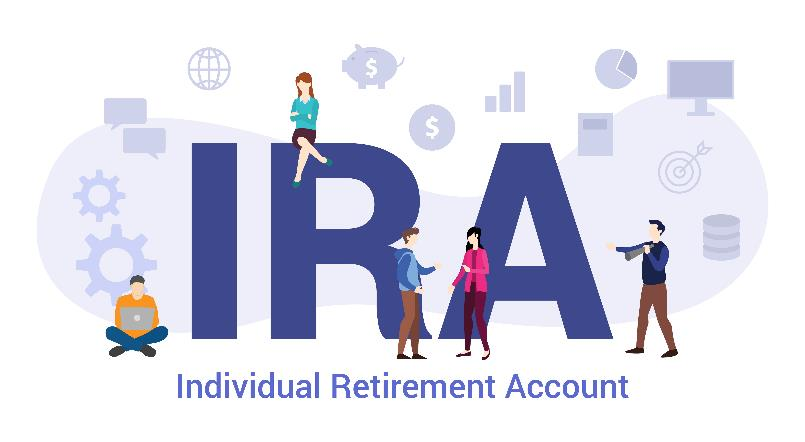 $
$
IRA
Individual Retirement Account